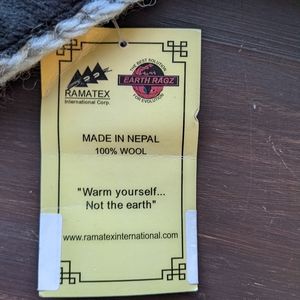 RAMATEX
International Corp.
THE BEST SOLUTION
EARTH RAGZ
FOR EVOLUTION
MADE IN NEPAL
100% WOOL
"Warm yourself...
Not the earth"
www.ramatexinternational.com